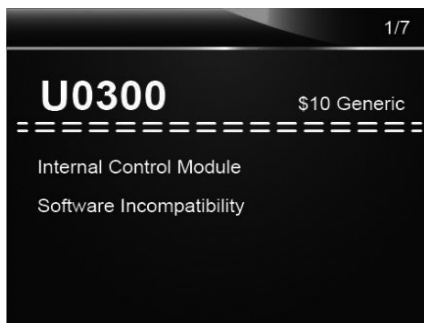 1/7
U0300 $10 Generic
Internal Control Module
Software Incompatibility